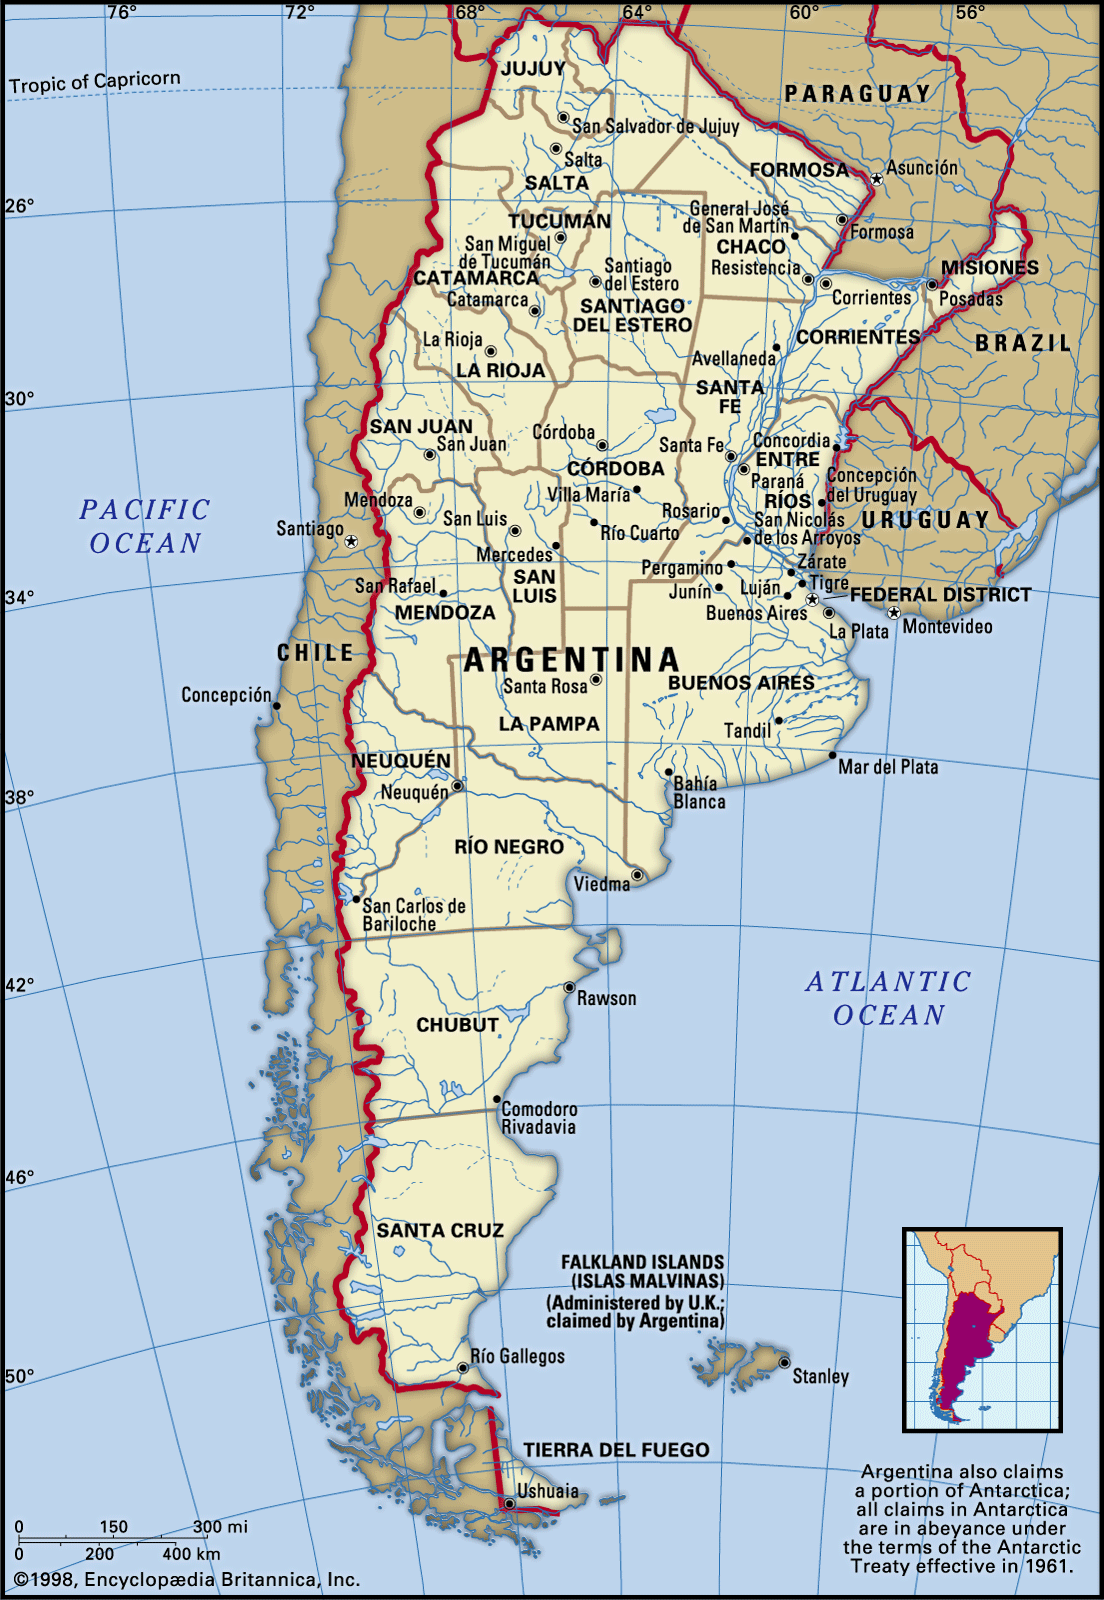 76°
72°
68°
64°
60°
56°
Tropic of Capricorn
JUJUY
PARAGUAY
San Salvador de Jujuy
Salta
SALTA
FORMOSA
Asunción
26°
TUCUMÁN
General José
de San Martín
Formosa
San Miguel
de Tucumán
CHACO
Resistencia
MISIONES
CATAMARCA
Santiago
del Estero
Catamarca
Corrientes
Posadas
SANTIAGO
DEL ESTERO
La Rioja
CORRIENTES
BRAZIL
LA RIOJA
Avellaneda
SANTA
FE
30°
SAN JUAN
San Juan
Córdoba
Santa Fe
Concordia
ENTRE
RÍOS
CÓRDOBA
Paraná
Concepción
del Uruguay
Mendoza
Villa María
PACIFIC
OCEAN
Santiago
San Luis
Río Cuarto
Rosario
San Nicolás
de los Arroyos
URUGUAY
Mercedes
Pergamino
Zárate
San Rafael
SAN
LUIS
Junín
Luján
Tigre
FEDERAL DISTRICT
34°
MENDOZA
Buenos Aires
La Plata
Montevideo
CHILE
ARGENTINA
Concepción
Santa Rosa
BUENOS AIRES
LA PAMPA
Tandil
NEUQUÉN
Mar del Plata
Neuquén
Bahía
Blanca
38°
RÍO NEGRO
Viedma
San Carlos de
Bariloche
42°
Rawson
ATLANTIC
OCEAN
CHUBUT
Comodoro
Rivadavia
46°
SANTA CRUZ
FALKLAND ISLANDS
(ISLAS MALVINAS)
(Administered by U.K.;
claimed by Argentina)
50°
Río Gallegos
Stanley
TIERRA DEL FUEGO
Ushuaia
Argentina also claims
a portion of Antarctica;
all claims in Antarctica
are in abeyance under
the terms of the Antarctic
Treaty effective in 1961.
0 150 300 mi
0 200 400 km
©1998, Encyclopædia Britannica, Inc.